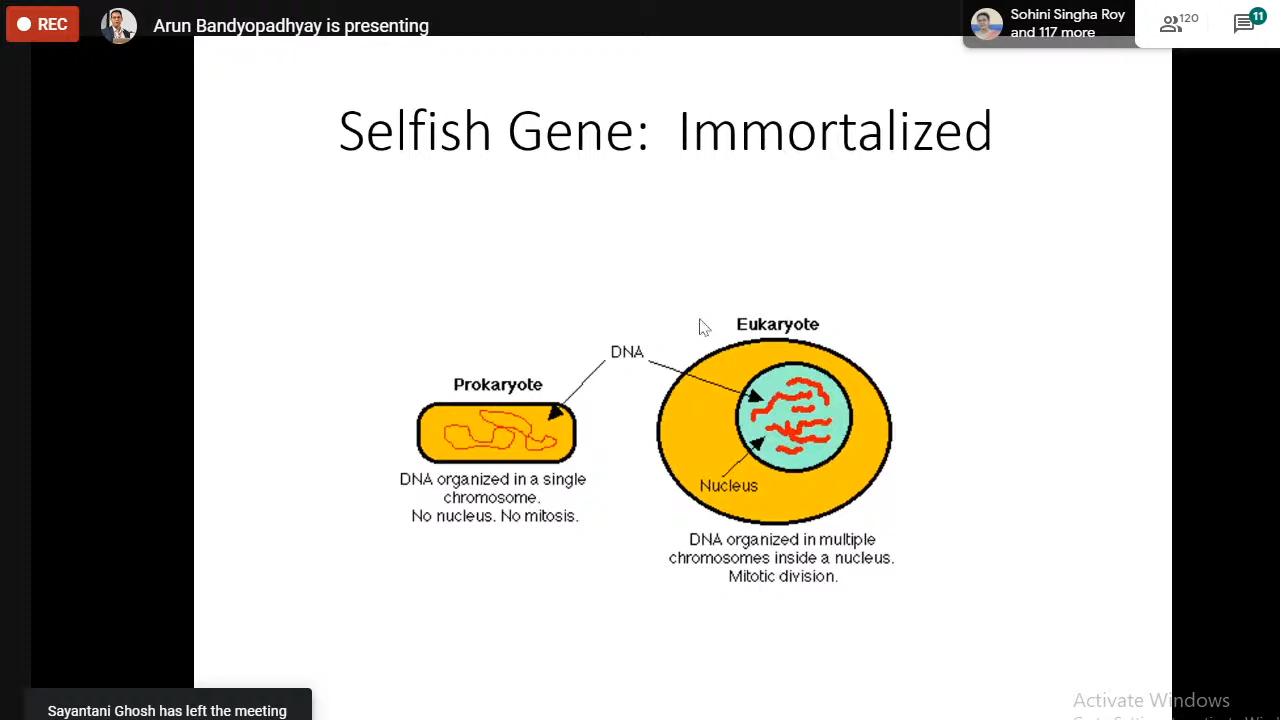 REC
Arun Bandyopadhyay is presenting
Sohini Singha Roy
and 117 more
120
11
Selfish Gene: Immortalized
Eukaryote
DNA
Prokaryote
Nucleus
DNA organized in a single
chromosome.
No nucleus. No mitosis.
DNA organized in multiple
chromosomes inside a nucleus.
Mitotic division.
Activate Windows
Sayantani Ghosh has left the meeting